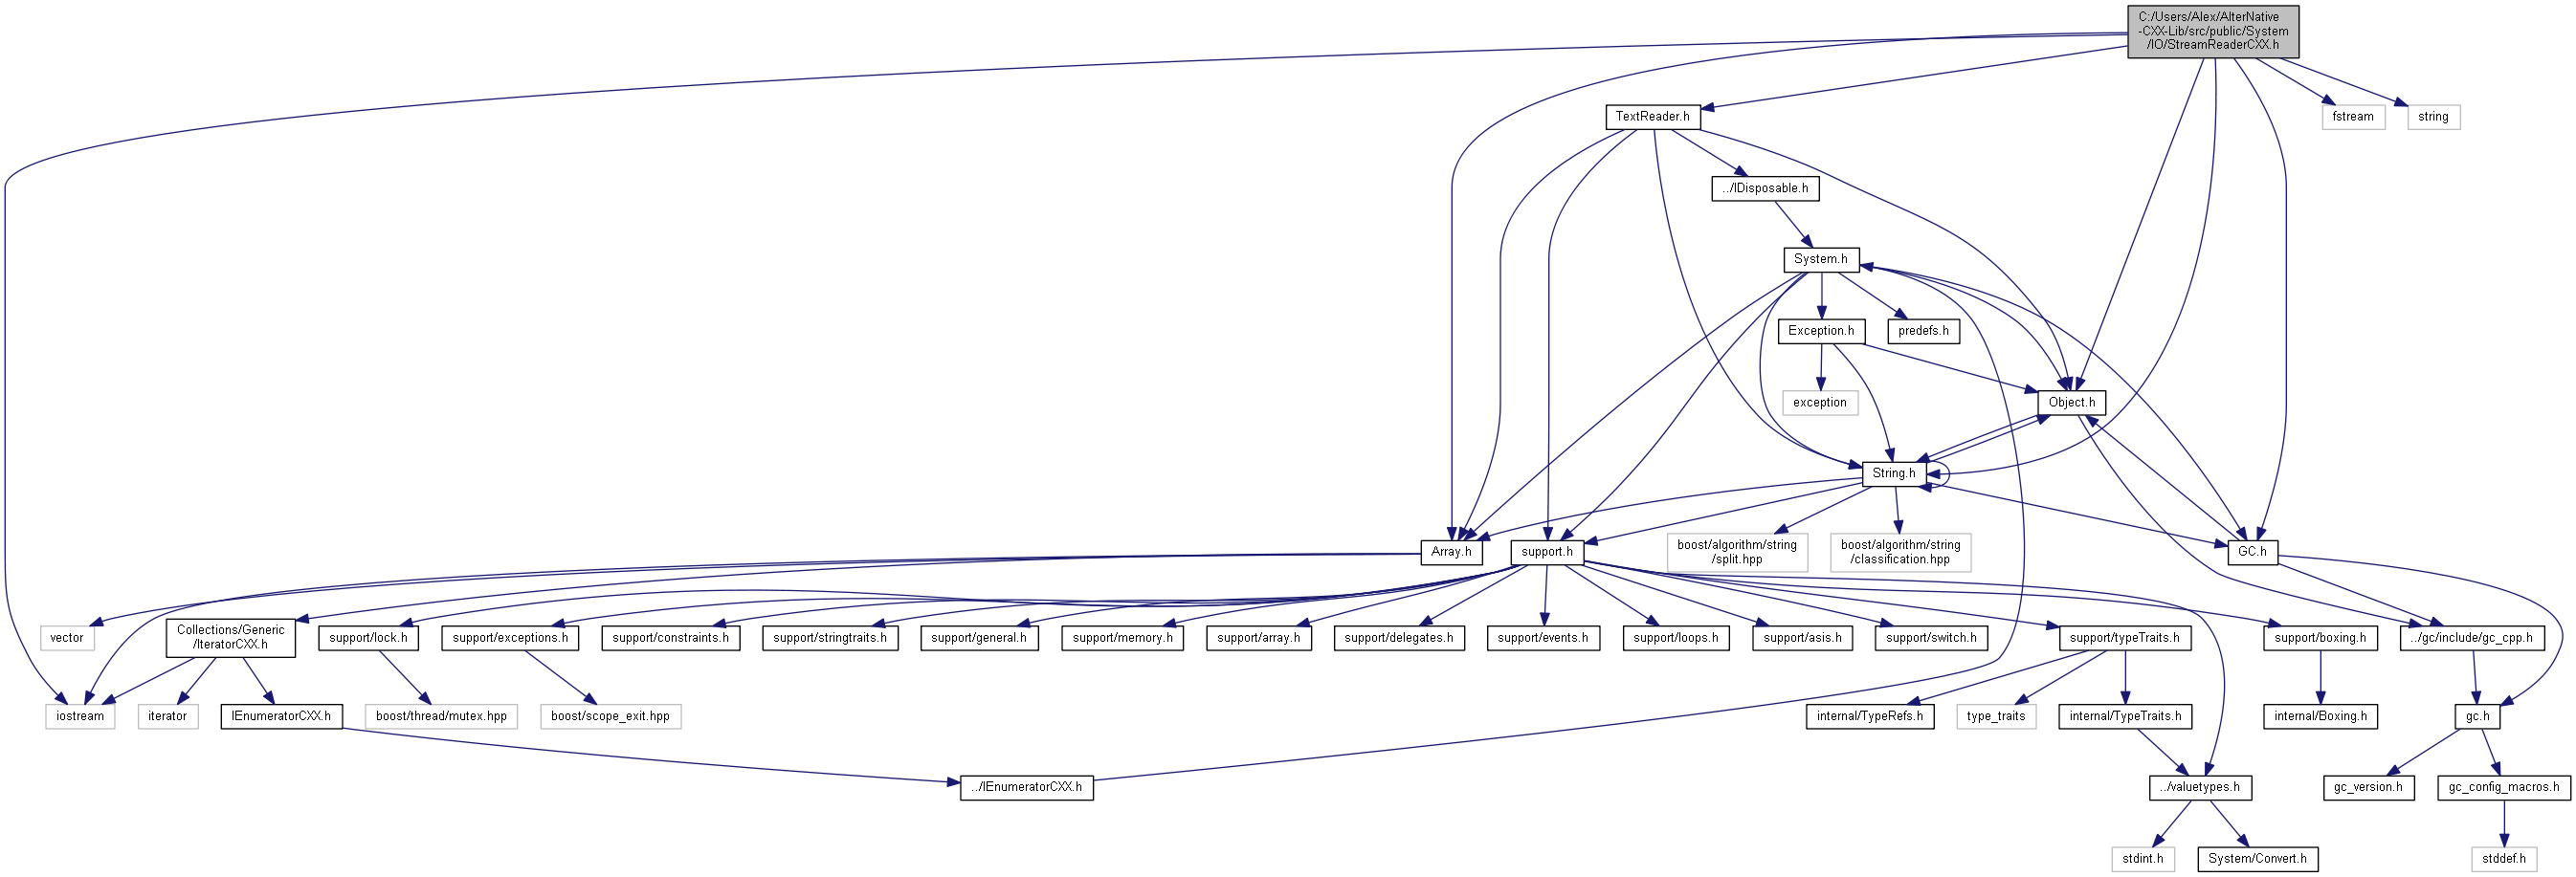 C:/Users/Alex/AlterNative
-CXX-Lib/src/public/System
/IO/StreamReaderCXX.h
TextReader.h
fstream
string
../IDisposable.h
System.h
Exception.h
predefs.h
exception
Object.h
String.h
Array.h
support.h
boost/algorithm/string
/split.hpp
boost/algorithm/string
/classification.hpp
GC.h
vector
Collections/Generic
/IteratorCXX.h
support/lock.h
support/exceptions.h
support/constraints.h
support/stringtraits.h
support/general.h
support/memory.h
support/array.h
support/delegates.h
support/events.h
support/loops.h
support/asis.h
support/switch.h
support/typeTraits.h
support/boxing.h
../gc/include/gc_cpp.h
iostream
iterator
IEnumeratorCXX.h
boost/thread/mutex.hpp
boost/scope_exit.hpp
internal/TypeRefs.h
type_traits
internal/TypeTraits.h
internal/Boxing.h
gc.h
../IEnumeratorCXX.h
../valuetypes.h
gc_version.h
gc_config_macros.h
stdint.h
System/Convert.h
stddef.h